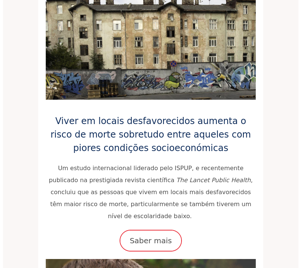 Viver em locais desfavorecidos aumenta o
risco de morte sobretudo entre aqueles com
piores condições socioeconómicas
Um estudo internacional liderado pelo ISPUP, e recentemente
publicado na prestigiada revista científica The Lancet Public Health,
concluiu que as pessoas que vivem em locais mais desfavorecidos
têm maior risco de morte, particularmente se também tiverem um
nível de escolaridade baixo.
Saber mais